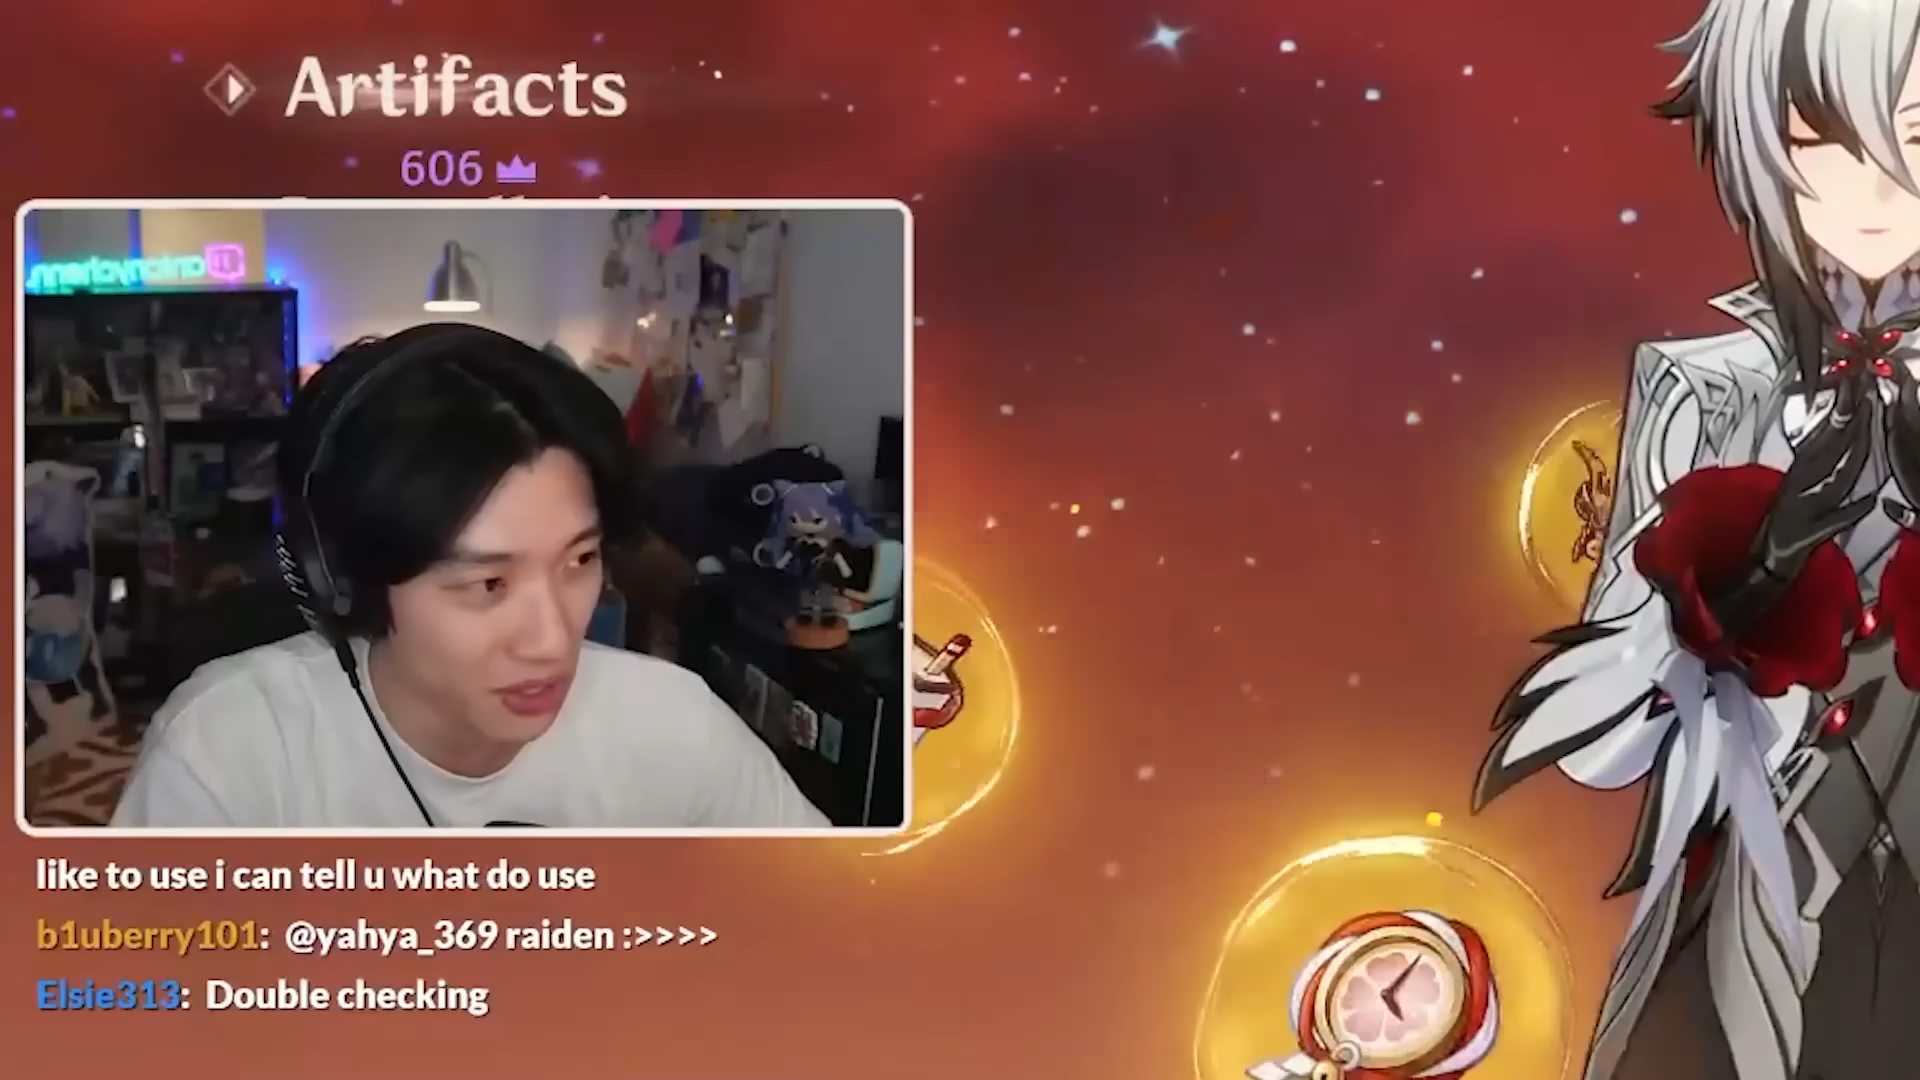 Artifacts
606
like to use i can tell u what do use
b1uberry101: @yahya_369 raiden :>>>>
Elsie313: Double checking